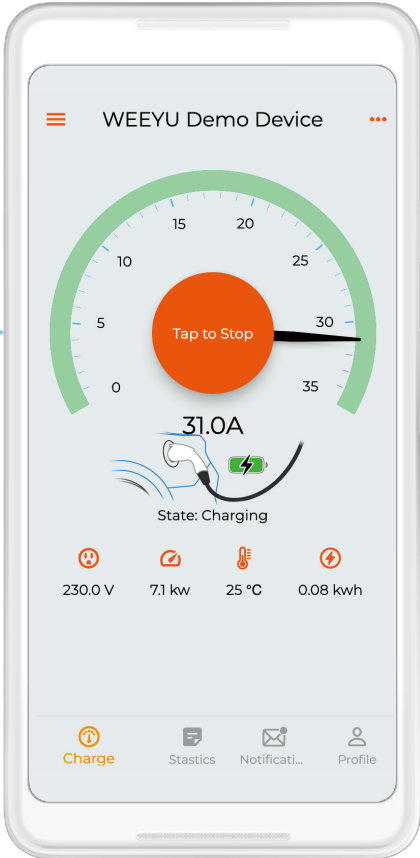 WEEYU Demo Device
15
20
10
25
5
30
0
35
Tap to Stop
31.0A
State: Charging
230.0 V
7.1 kw
25 °C
0.08 kwh
Charge
Stastics
Notificati...
Profile